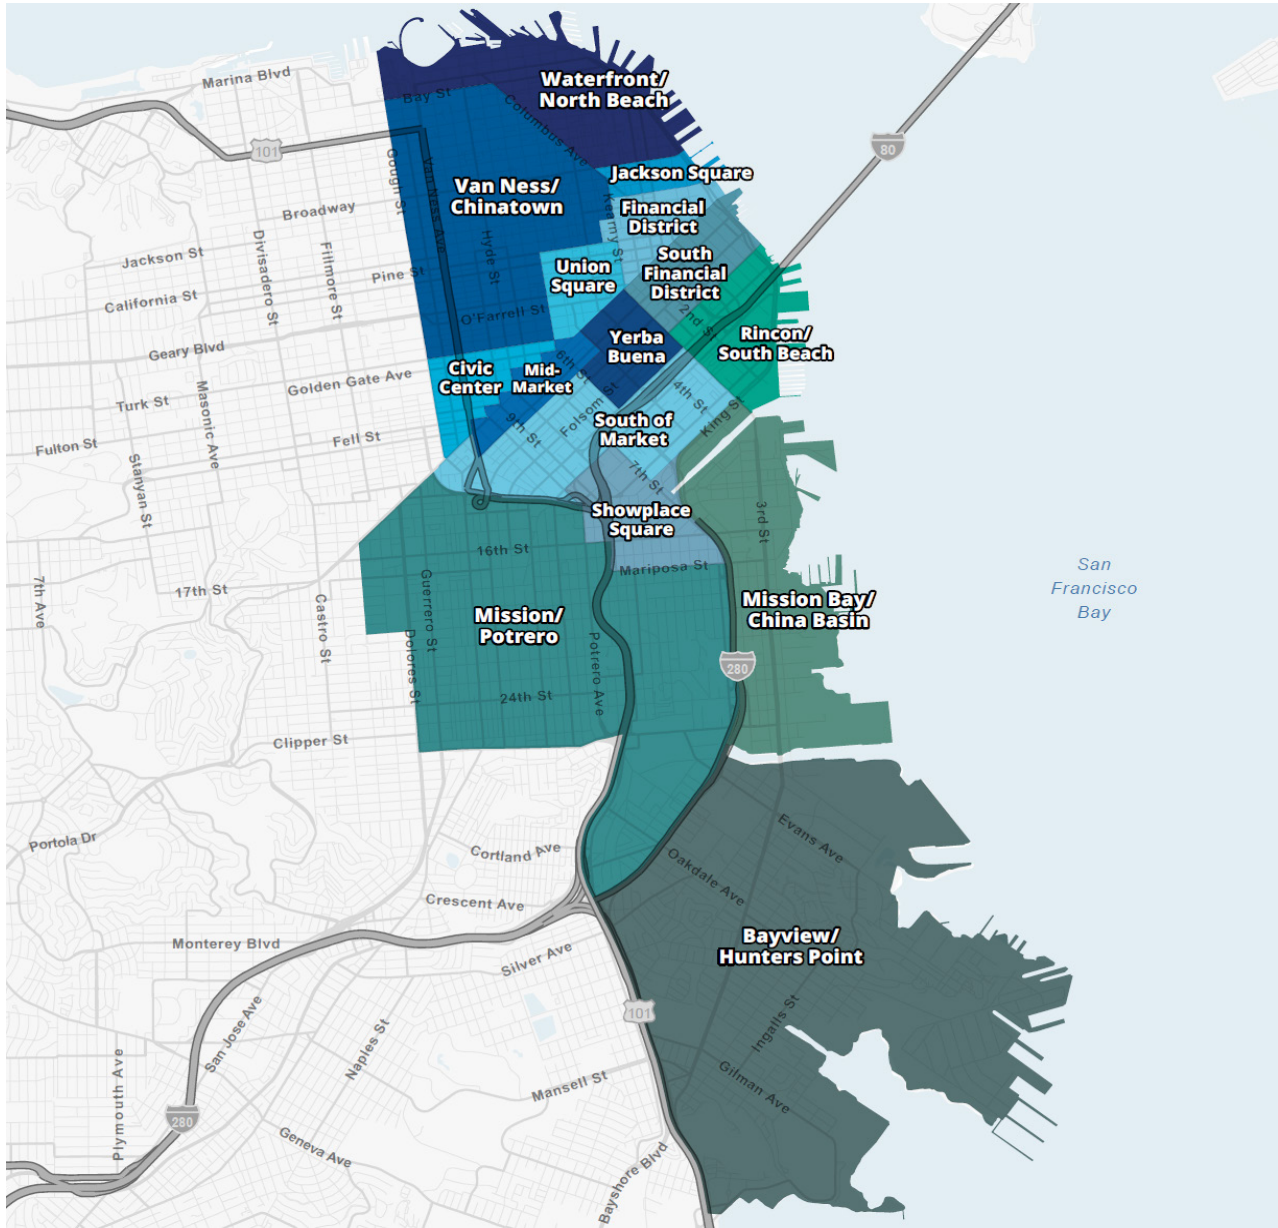 Waterfront/
North Beach
Marina Blvd
Bay St
Columbus Ave
101
80
Jackson Square
Gough St
Van Ness Ave
Van Ness/
Chinatown
Kearny St
Financial
District
Broadway
Hyde St
Divisadero St
Fillmore St
Jackson St
Pine St
Union
Square
South
Financial
District
California St
O'Farrell St
2nd St
Geary Blvd
Yerba
Buena
Rincon/
South Beach
6th St
Civic
Center
Mid-
Market
Golden Gate Ave
Masonic Ave
Turk St
Folsom St
4th St
King St
9th St
South of
Market
Fulton St
Fell St
Stanyan St
7th St
Showplace
Square
3rd St
16th St
Mariposa St
San
Francisco
Bay
7th Ave
17th St
Castro St
Guerrero St
Mission/
Potrero
Mission Bay/
China Basin
Dolores St
Potrero Ave
280
24th St
Clipper St
Portola Dr
Evans Ave
Cortland Ave
Oakdale Ave
Crescent Ave
Monterey Blvd
Silver Ave
Bayview/
Hunters Point
San Jose Ave
101
Ingalls St
Naples St
Mansell St
Gilman Ave
Plymouth Ave
280
Geneva Ave
Bayshore Blvd